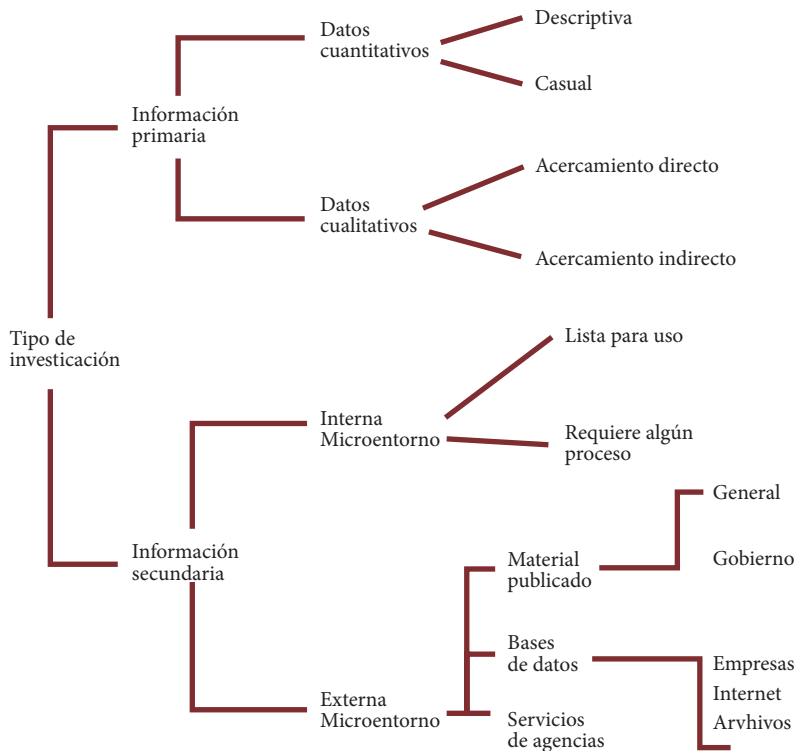 Datos
cuantitativos
Descriptiva
Casual
Información
primaria
Datos
cualitativos
Acercamiento directo
Acercamiento indirecto
Tipo de
investicación
Interna
Microentorno
Lista para uso
Requiere algún
proceso
Información
secundaria
Externa
Microentorno
Material
publicado
General
Gobierno
Bases
de datos
Empresas
Internet
Arvhivos
Servicios
de agencias